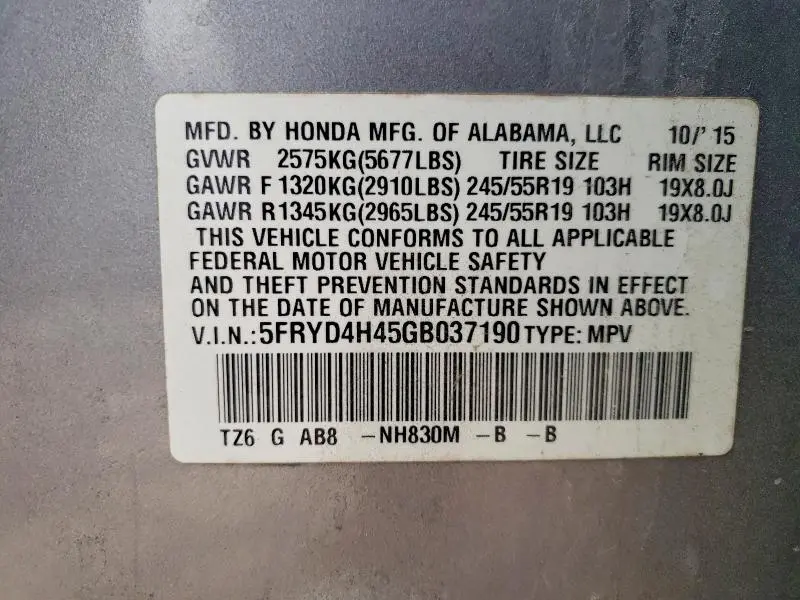 MFD. BY HONDA MFG. OF ALABAMA, LLC 10/'15
GVWR 2575KG(5677LBS) TIRE SIZE RIM SIZE
GAWR F 1320KG(2910LBS) 245/55R19 103H 19X8.0J
GAWR R 1345KG(2965LBS) 245/55R19 103H 19X8.0J
THIS VEHICLE CONFORMS TO ALL APPLICABLE
FEDERAL MOTOR VEHICLE SAFETY
AND THEFT PREVENTION STANDARDS IN EFFECT
ON THE DATE OF MANUFACTURE SHOWN ABOVE.
V.I.N.: 5FRYD4H45GB037190 TYPE: MPV
TZ6 G AB8 -NH830M -B -B